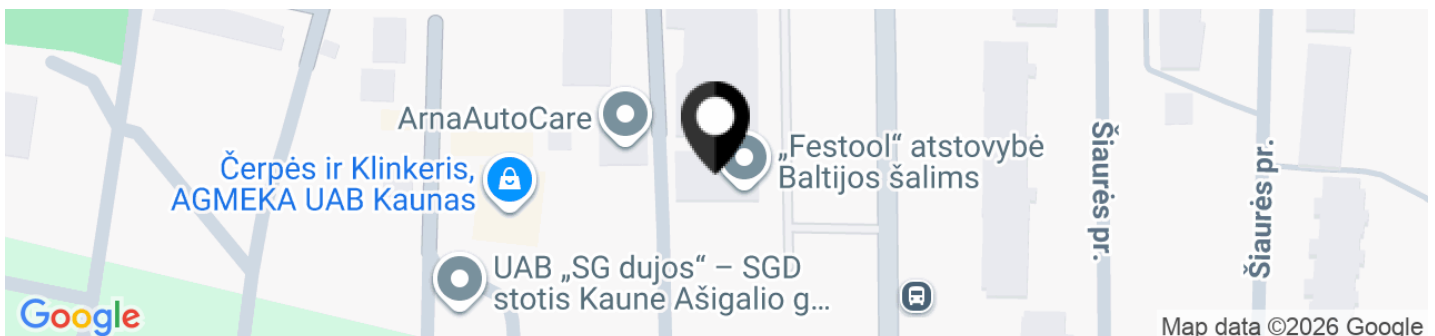 ArnaAutoCare
„Festool“ atstovybė
Baltijos šalims
Čerpės ir Klinkeris,
AGMEKA UAB Kaunas
UAB „SG dujos“ – SGD
stotis Kaune Ašigalio g...
Šiaurės pr.
Šiaurės pr.
Google
Map data ©2026 Google